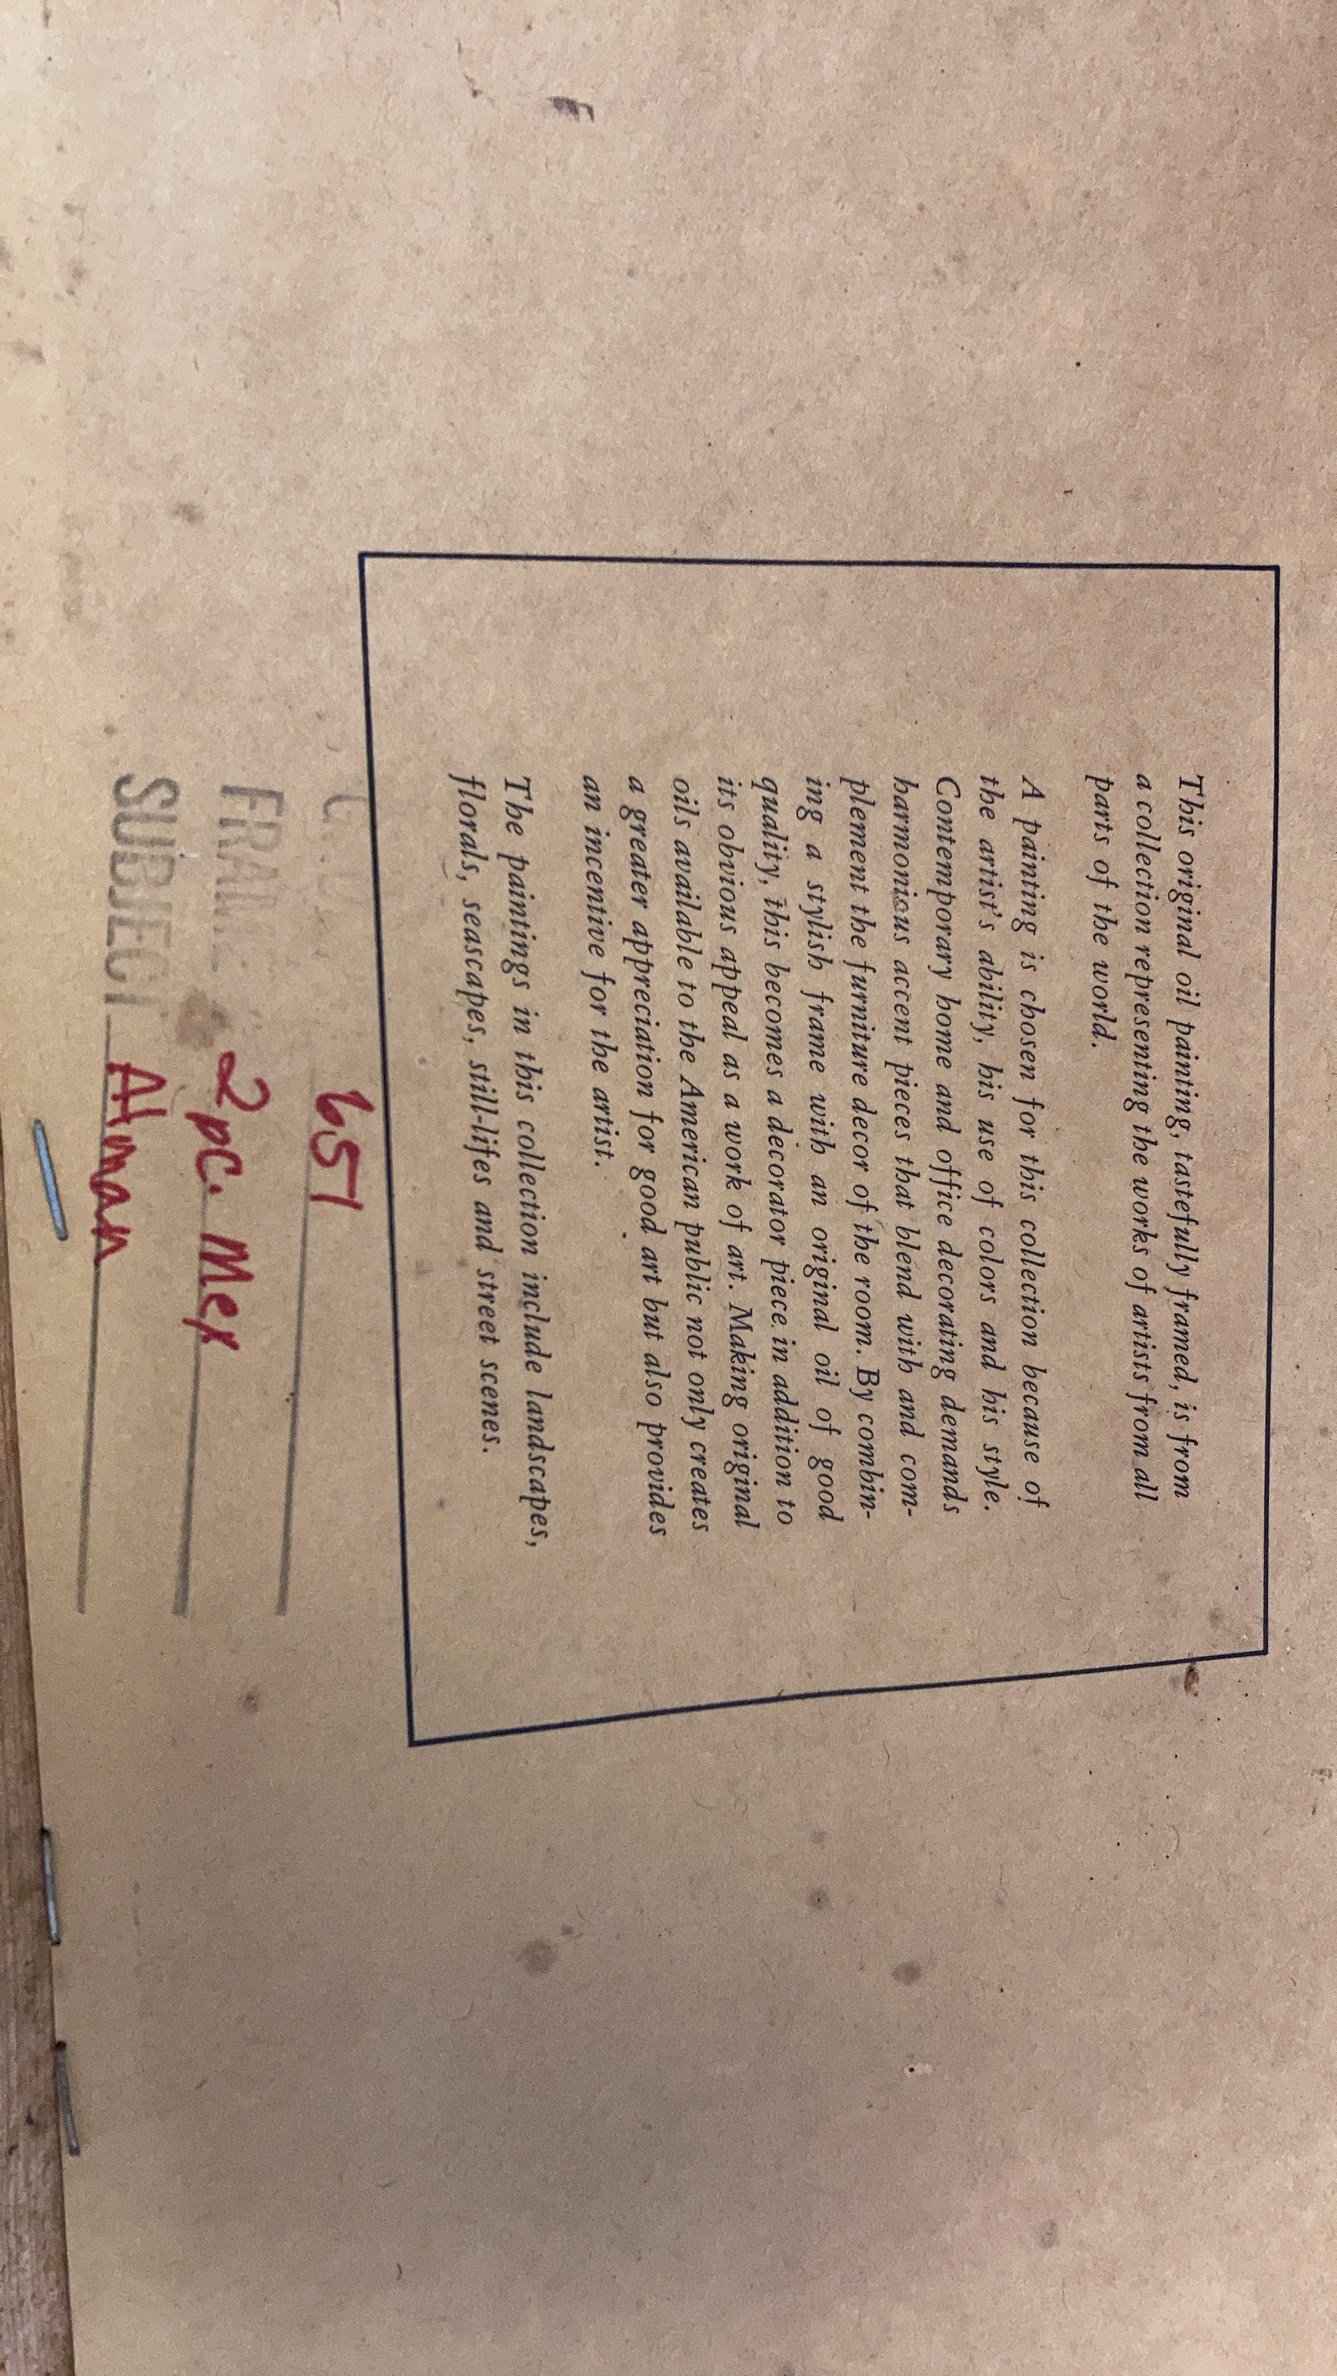 This original oil painting, tastefully framed, is from
a collection representing the works of artists from all
parts of the world.
A painting is chosen for this collection because of
the artist's ability, his use of colors and his style.
Contemporary home and office decorating demands
harmonious accent pieces that blend with and com-
plement the furniture decor of the room. By combin-
ing a stylish frame with an original oil of good
quality, this becomes a decorator piece in addition to
its obvious appeal as a work of art. Making original
oils available to the American public not only creates
a greater appreciation for good art but also provides
an incentive for the artist.
The paintings in this collection include landscapes,
florals, seascapes, still-lifes and street scenes.
651
FRAME 2 pc. Mex
SUBJECT Alman